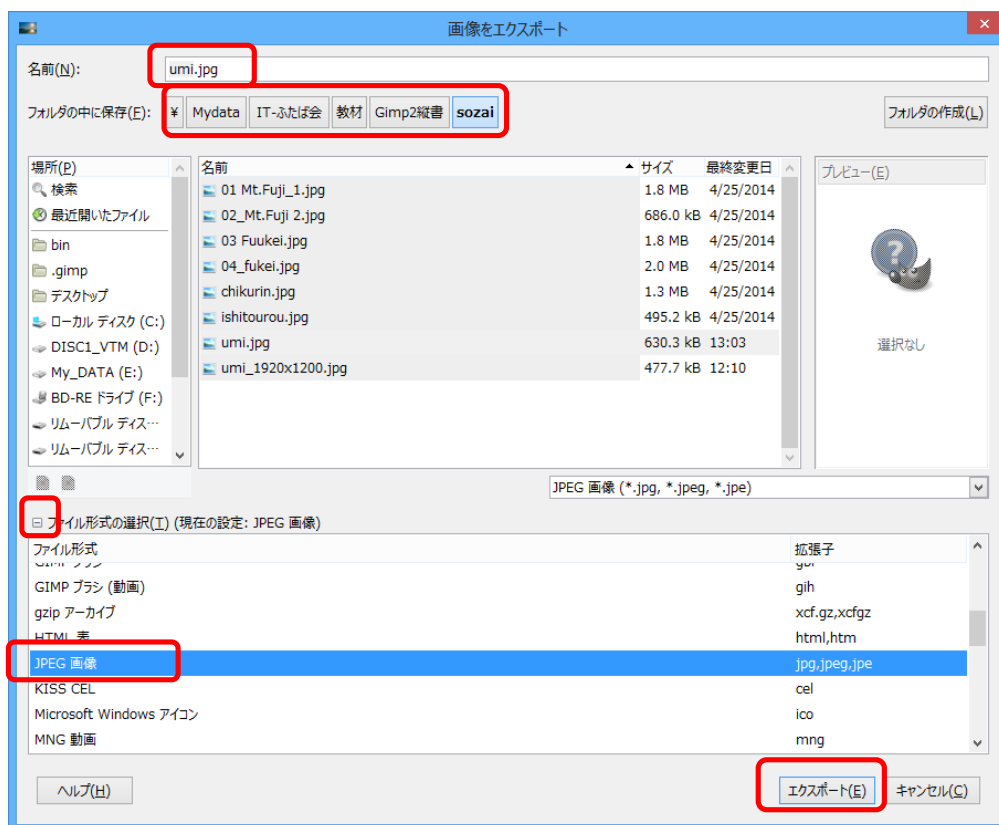 画像をエクスポート
名前(N): umi.jpg
フォルダの中に保存(F): ¥ Mydata IT-ふたば会 教材 Gimp2縦書 sozai フォルダの作成(L)
場所(P) 名前 サイズ 最終変更日 プレビュー(E)
検索 01 Mt.Fuji_1.jpg 1.8 MB 4/25/2014
最近開いたファイル 02_Mt.Fuji 2.jpg 686.0 kB 4/25/2014
bin 03 Fuukei.jpg 1.8 MB 4/25/2014
.gimp 04_fukei.jpg 2.0 MB 4/25/2014
デスクトップ chikurin.jpg 1.3 MB 4/25/2014
ローカル ディスク (C:) ishitourou.jpg 495.2 kB 4/25/2014
DISC1_VTM (D:) umi.jpg 630.3 kB 13:03 選択なし
My_DATA (E:) umi_1920x1200.jpg 477.7 kB 12:10
BD-RE ドライブ (F:)
リムーバブル ディス…
リムーバブル ディス…
JPEG 画像 (*.jpg, *.jpeg, *.jpe)
ファイル形式の選択(T) (現在の設定: JPEG 画像)
ファイル形式 拡張子
GIMP ブラシ gbr
GIMP ブラシ (動画) gih
gzip アーカイブ xcf.gz,xcfgz
HTML 表 html,htm
JPEG 画像 jpg,jpeg,jpe
KISS CEL cel
Microsoft Windows アイコン ico
MNG 動画 mng
ヘルプ(H) エクスポート(E) キャンセル(C)